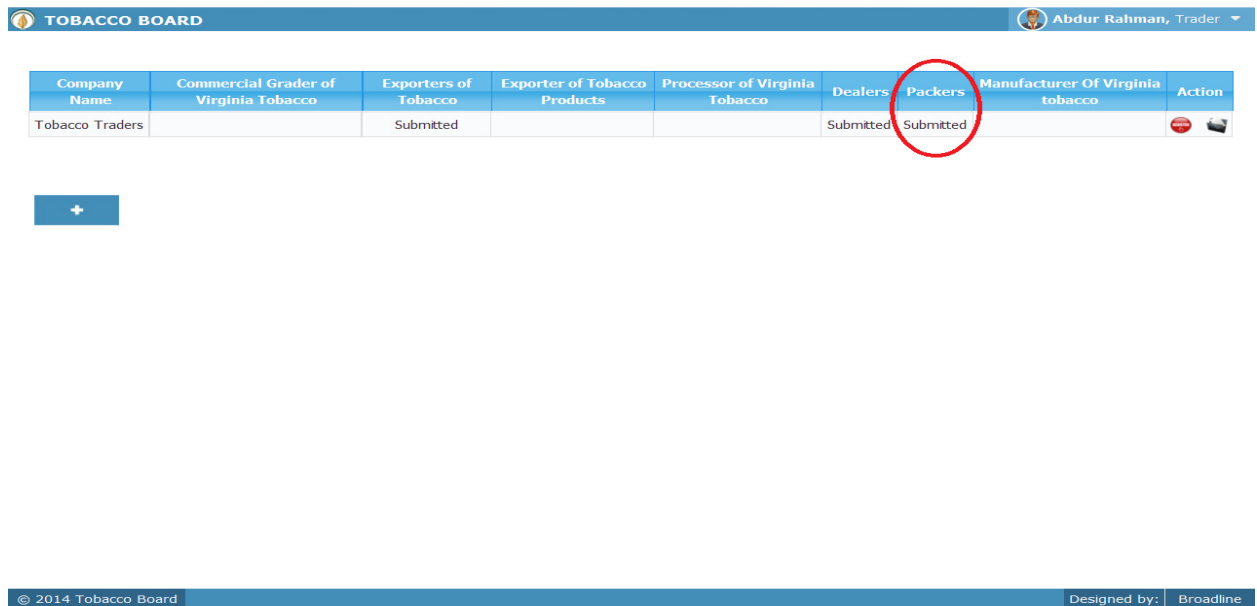 TOBACCO BOARD
Abdur Rahman, Trader
Company Name
Commercial Grader of Virginia Tobacco
Exporters of Tobacco
Exporter of Tobacco Products
Processor of Virginia Tobacco
Dealers
Packers
Manufacturer Of Virginia tobacco
Action
Tobacco Traders
Submitted
Submitted
Submitted
© 2014 Tobacco Board
Designed by: Broadline